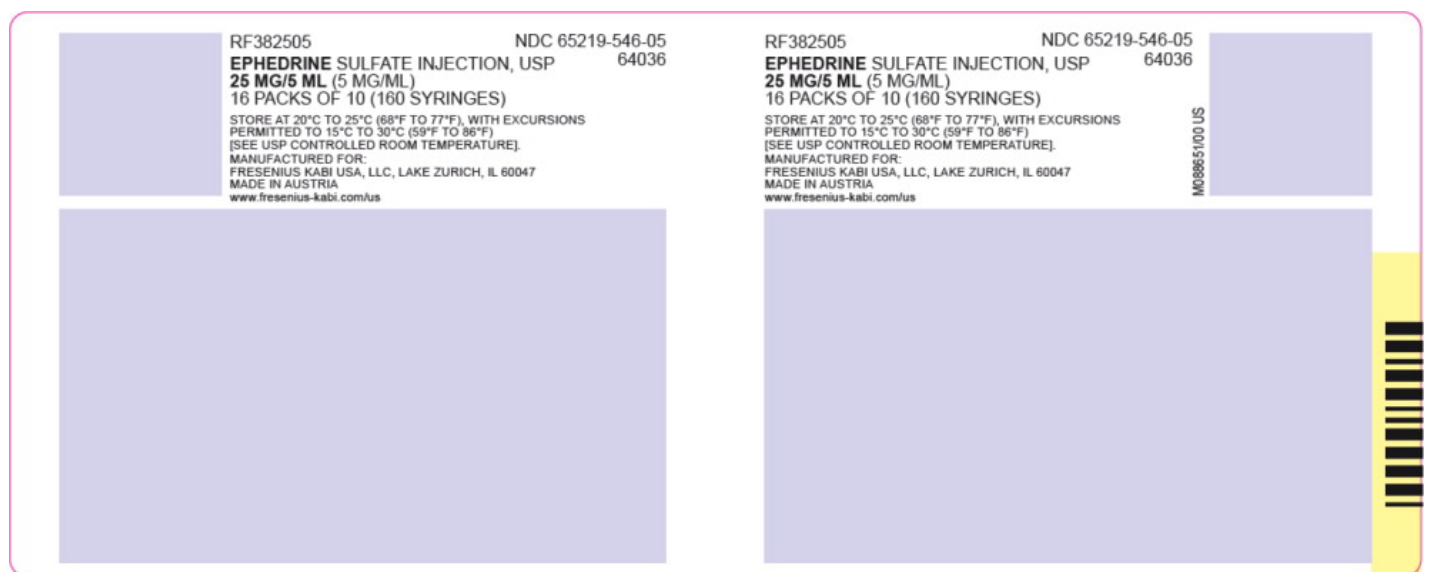 RF382505 NDC 65219-546-05
EPHEDRINE SULFATE INJECTION, USP 64036
25 MG/5 ML (5 MG/ML)
16 PACKS OF 10 (160 SYRINGES)
STORE AT 20°C TO 25°C (68°F TO 77°F), WITH EXCURSIONS
PERMITTED TO 15°C TO 30°C (59°F TO 86°F)
[SEE USP CONTROLLED ROOM TEMPERATURE].
MANUFACTURED FOR:
FRESENIUS KABI USA, LLC, LAKE ZURICH, IL 60047
MADE IN AUSTRIA
www.fresenius-kabi.com/us
RF382505 NDC 65219-546-05
EPHEDRINE SULFATE INJECTION, USP 64036
25 MG/5 ML (5 MG/ML)
16 PACKS OF 10 (160 SYRINGES)
STORE AT 20°C TO 25°C (68°F TO 77°F), WITH EXCURSIONS
PERMITTED TO 15°C TO 30°C (59°F TO 86°F)
[SEE USP CONTROLLED ROOM TEMPERATURE].
MANUFACTURED FOR:
FRESENIUS KABI USA, LLC, LAKE ZURICH, IL 60047
MADE IN AUSTRIA
www.fresenius-kabi.com/us
M088651/00 US